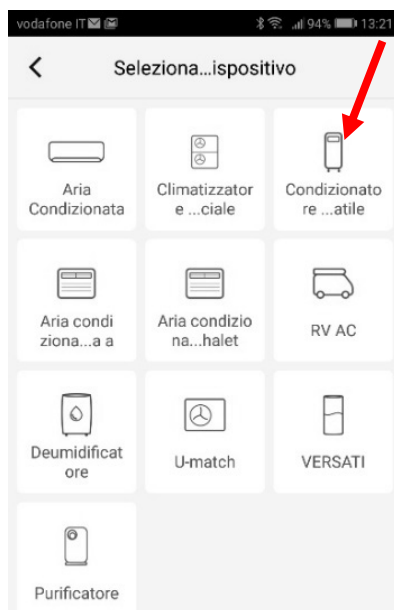 vodafone IT 94% 13:21
Seleziona...ispositivo
Aria
Condizionata
Climatizzator
e ...ciale
Condizionato
re ...atile
Aria condi
ziona...a a
Aria condizio
na...halet
RV AC
Deumidificat
ore
U-match
VERSATI
Purificatore